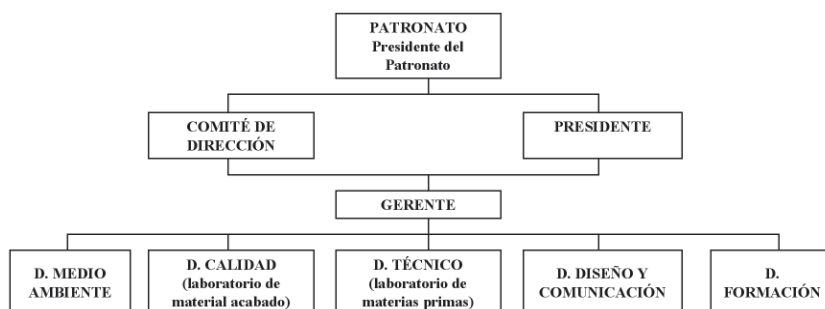 PATRONATO
Presidente del
Patronato
COMITÉ DE
DIRECCIÓN
PRESIDENTE
GERENTE
D. MEDIO
AMBIENTE
D. CALIDAD
(laboratorio de
material acabado)
D. TÉCNICO
(laboratorio de
materias primas)
D. DISEÑO Y
COMUNICACIÓN
D.
FORMACIÓN